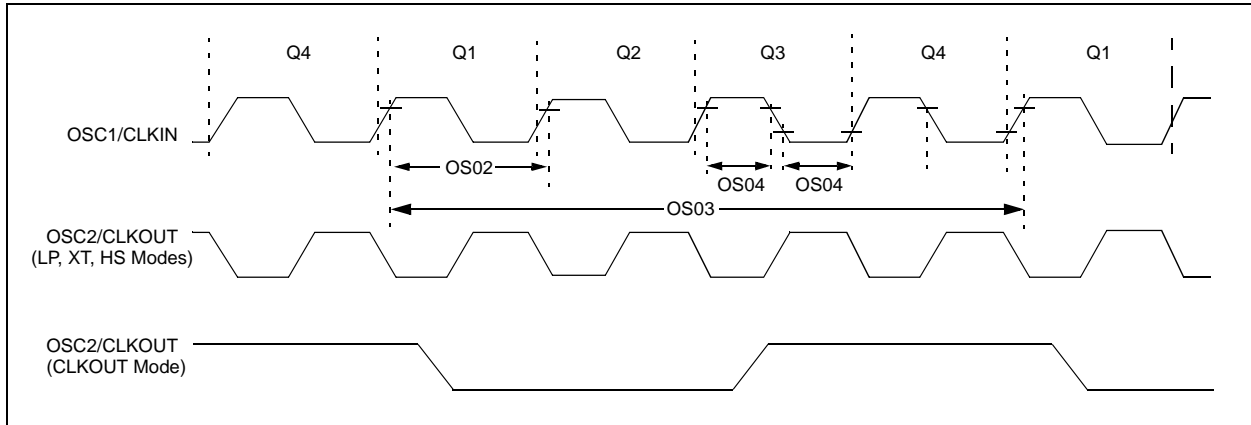 Q4 Q1 Q2 Q3 Q4 Q1
OSC1/CLKIN
OS02
OS04 OS04
OS03
OSC2/CLKOUT
(LP, XT, HS Modes)
OSC2/CLKOUT
(CLKOUT Mode)